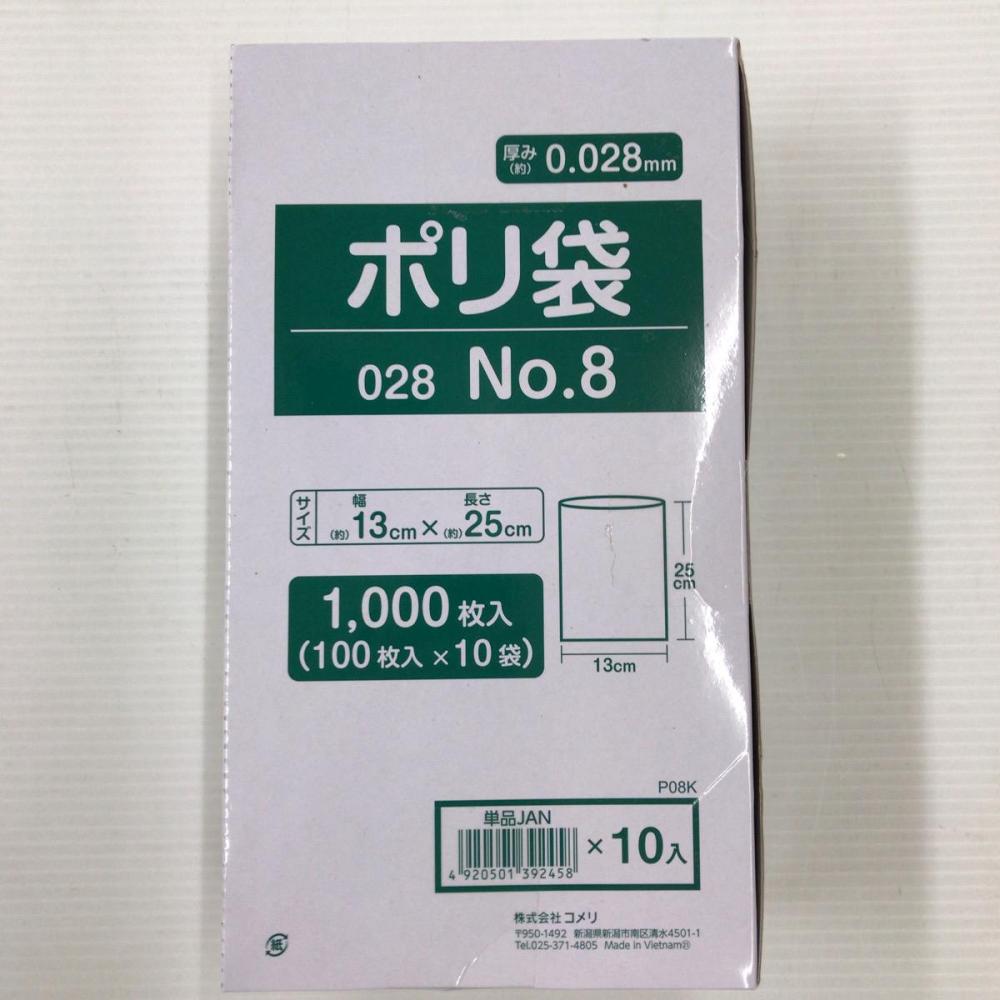 厚み(約) 0.028mm
ポリ袋
028 No.8
サイズ 幅(約)13cm×長さ(約)25cm
1,000枚入
(100枚入×10袋)
25cm
13cm
P08K
単品JAN
×10入
4 920501 392458
株式会社 コメリ
〒950-1492 新潟県新潟市南区清水4501-1
TeL025-371-4805 Made in Vietnam
紙